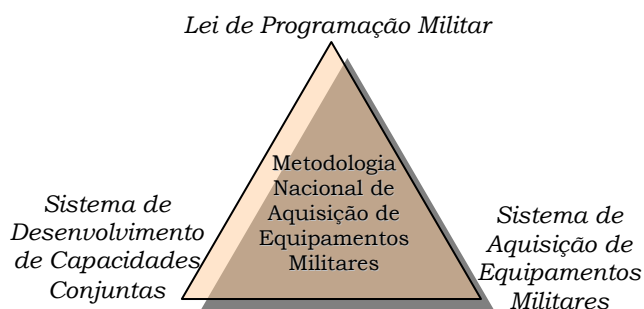 Lei de Programação Militar
Metodologia
Nacional de
Aquisição de
Equipamentos
Militares
Sistema de
Desenvolvimento
de Capacidades
Conjuntas
Sistema de
Aquisição de
Equipamentos
Militares